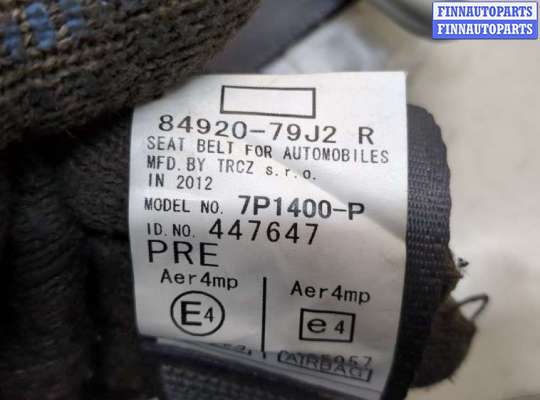 FINNAUTOPARTS
FINNAUTOPARTS
84920-79J2 R
SEAT BELT FOR AUTOMOBILES
MFD. BY TRCZ s.r.o.
IN 2012
MODEL NO. 7P1400-P
ID. NO. 447647
PRE
Aer4mp
E4
Aer4mp
e4
AIRBAG